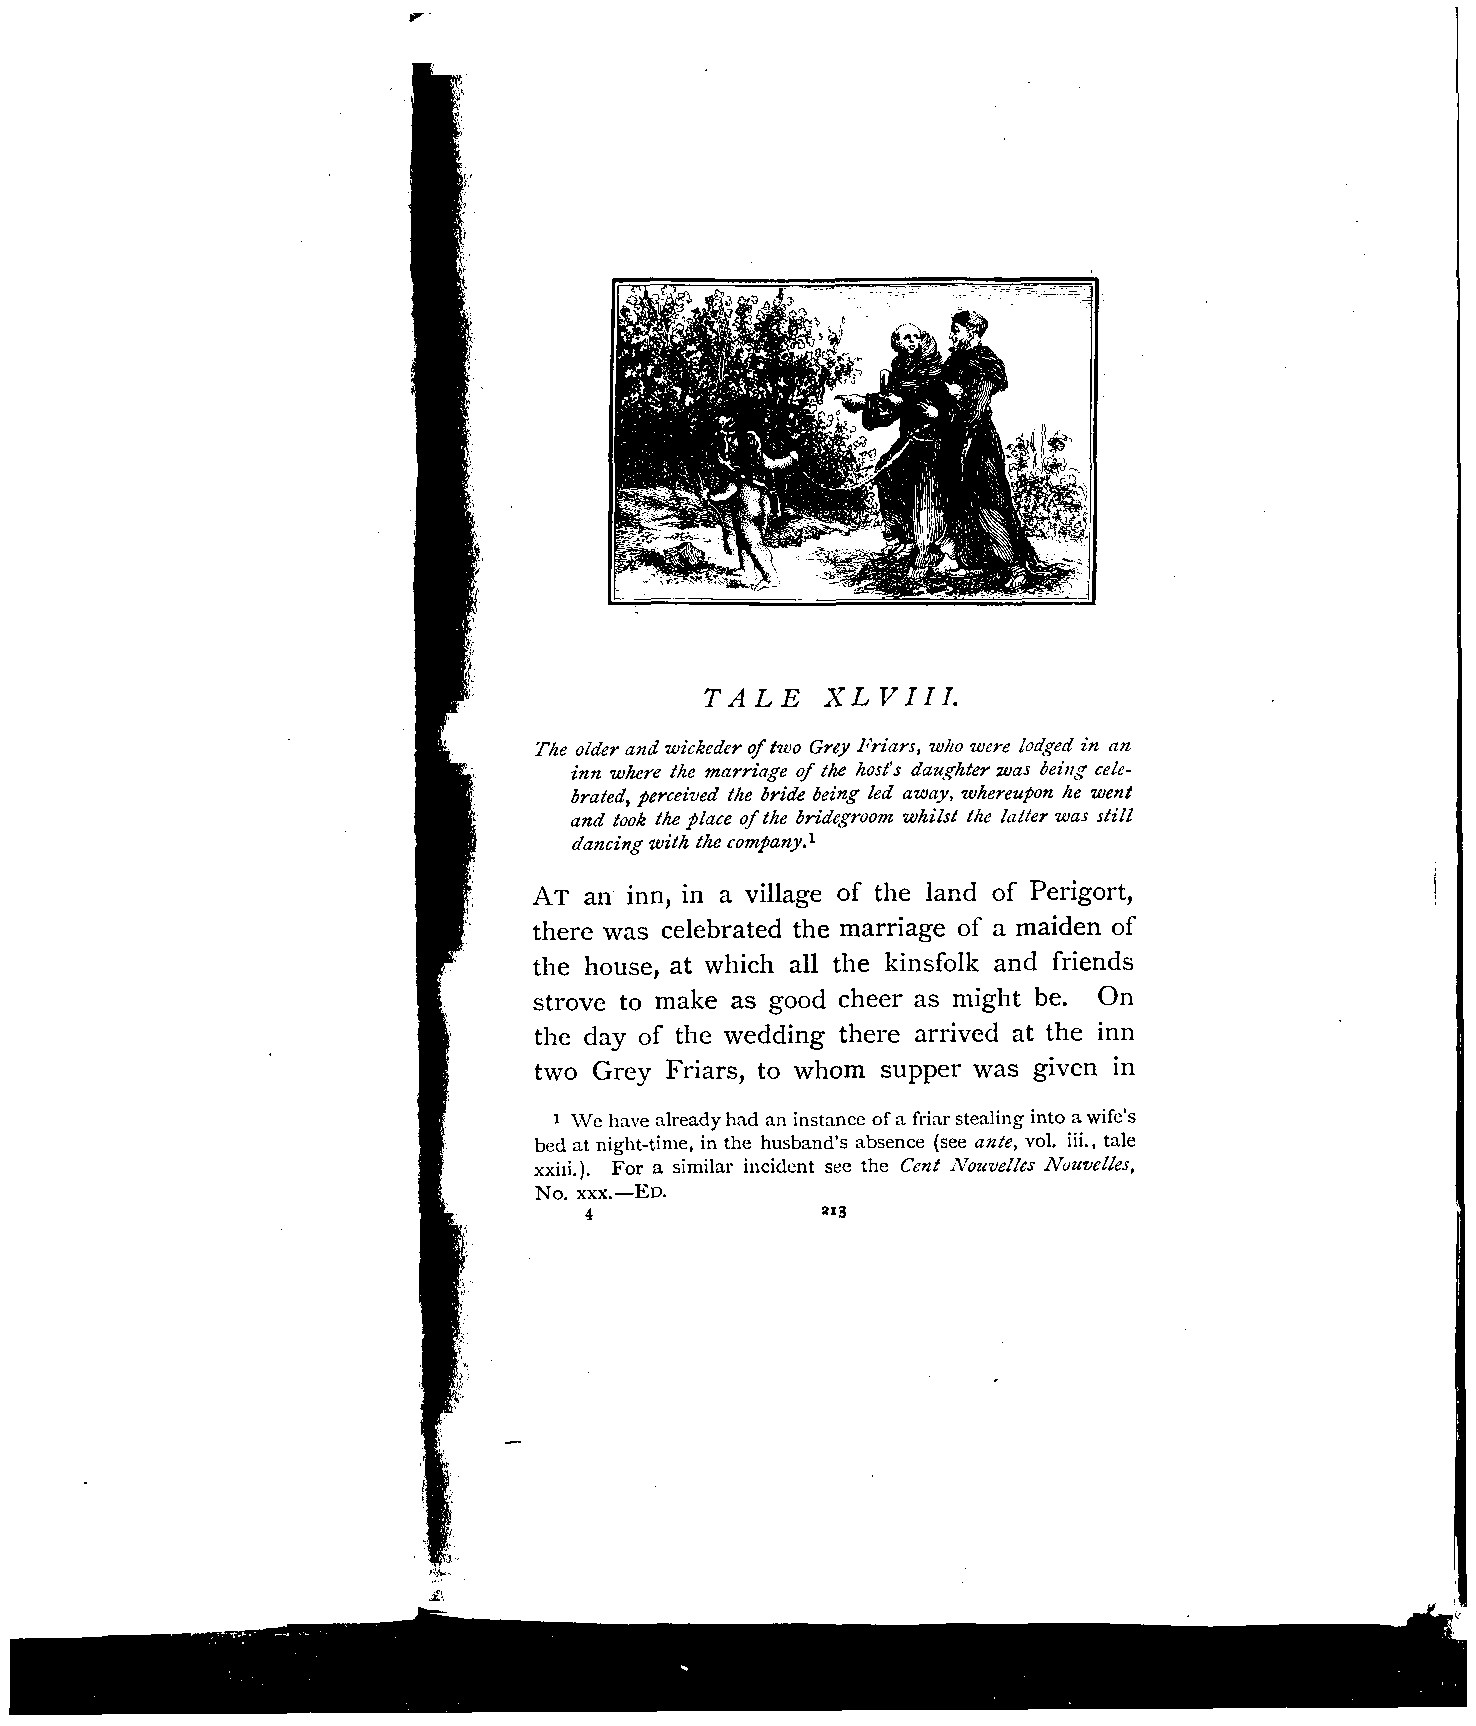 TALE XLVIII.
The older and wickeder of two Grey Friars, who were lodged in an
inn where the marriage of the host's daughter was being cele-
brated, perceived the bride being led away, whereupon he went
and took the place of the bridegroom whilst the latter was still
dancing with the company.¹
AT an inn, in a village of the land of Perigort,
there was celebrated the marriage of a maiden of
the house, at which all the kinsfolk and friends
strove to make as good cheer as might be. On
the day of the wedding there arrived at the inn
two Grey Friars, to whom supper was given in
¹ We have already had an instance of a friar stealing into a wife's
bed at night-time, in the husband's absence (see ante, vol. iii., tale
xxiii.). For a similar incident see the Cent Nouvelles Nouvelles,
No. xxx.—ED.
4 213